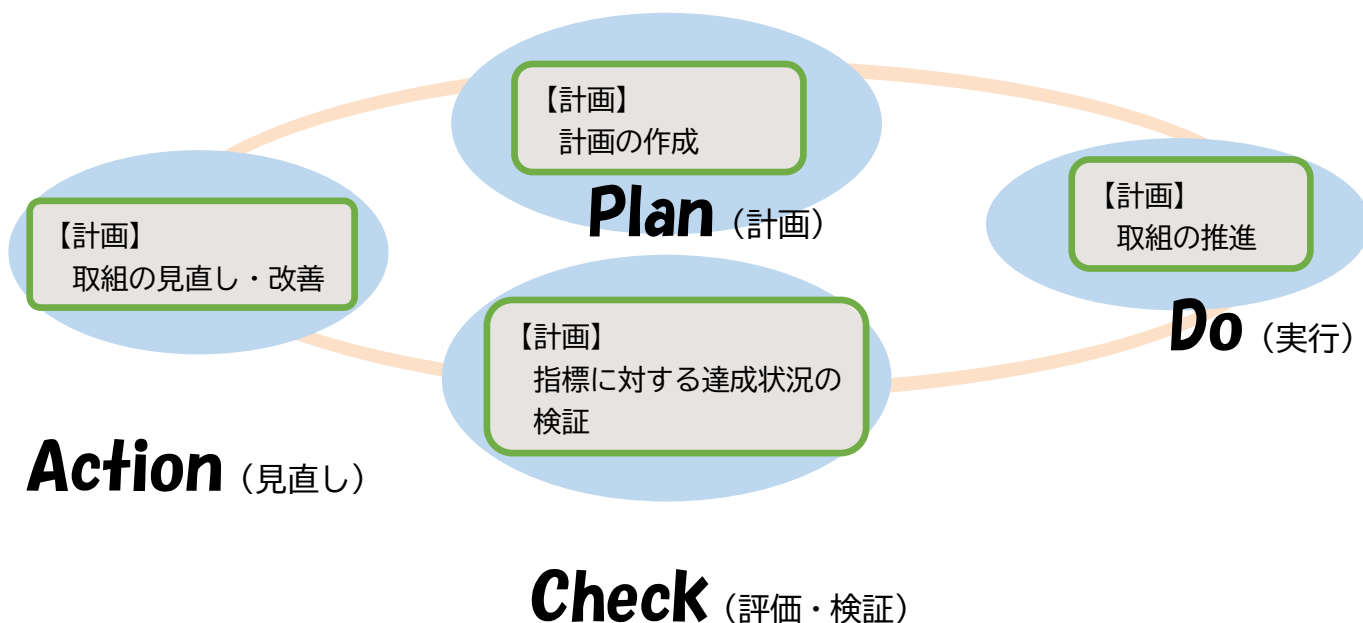 【計画】
計画の作成
Plan（計画）
【計画】
取組の推進
Do（実行）
【計画】
指標に対する達成状況の
検証
Check（評価・検証）
【計画】
取組の見直し・改善
Action（見直し）